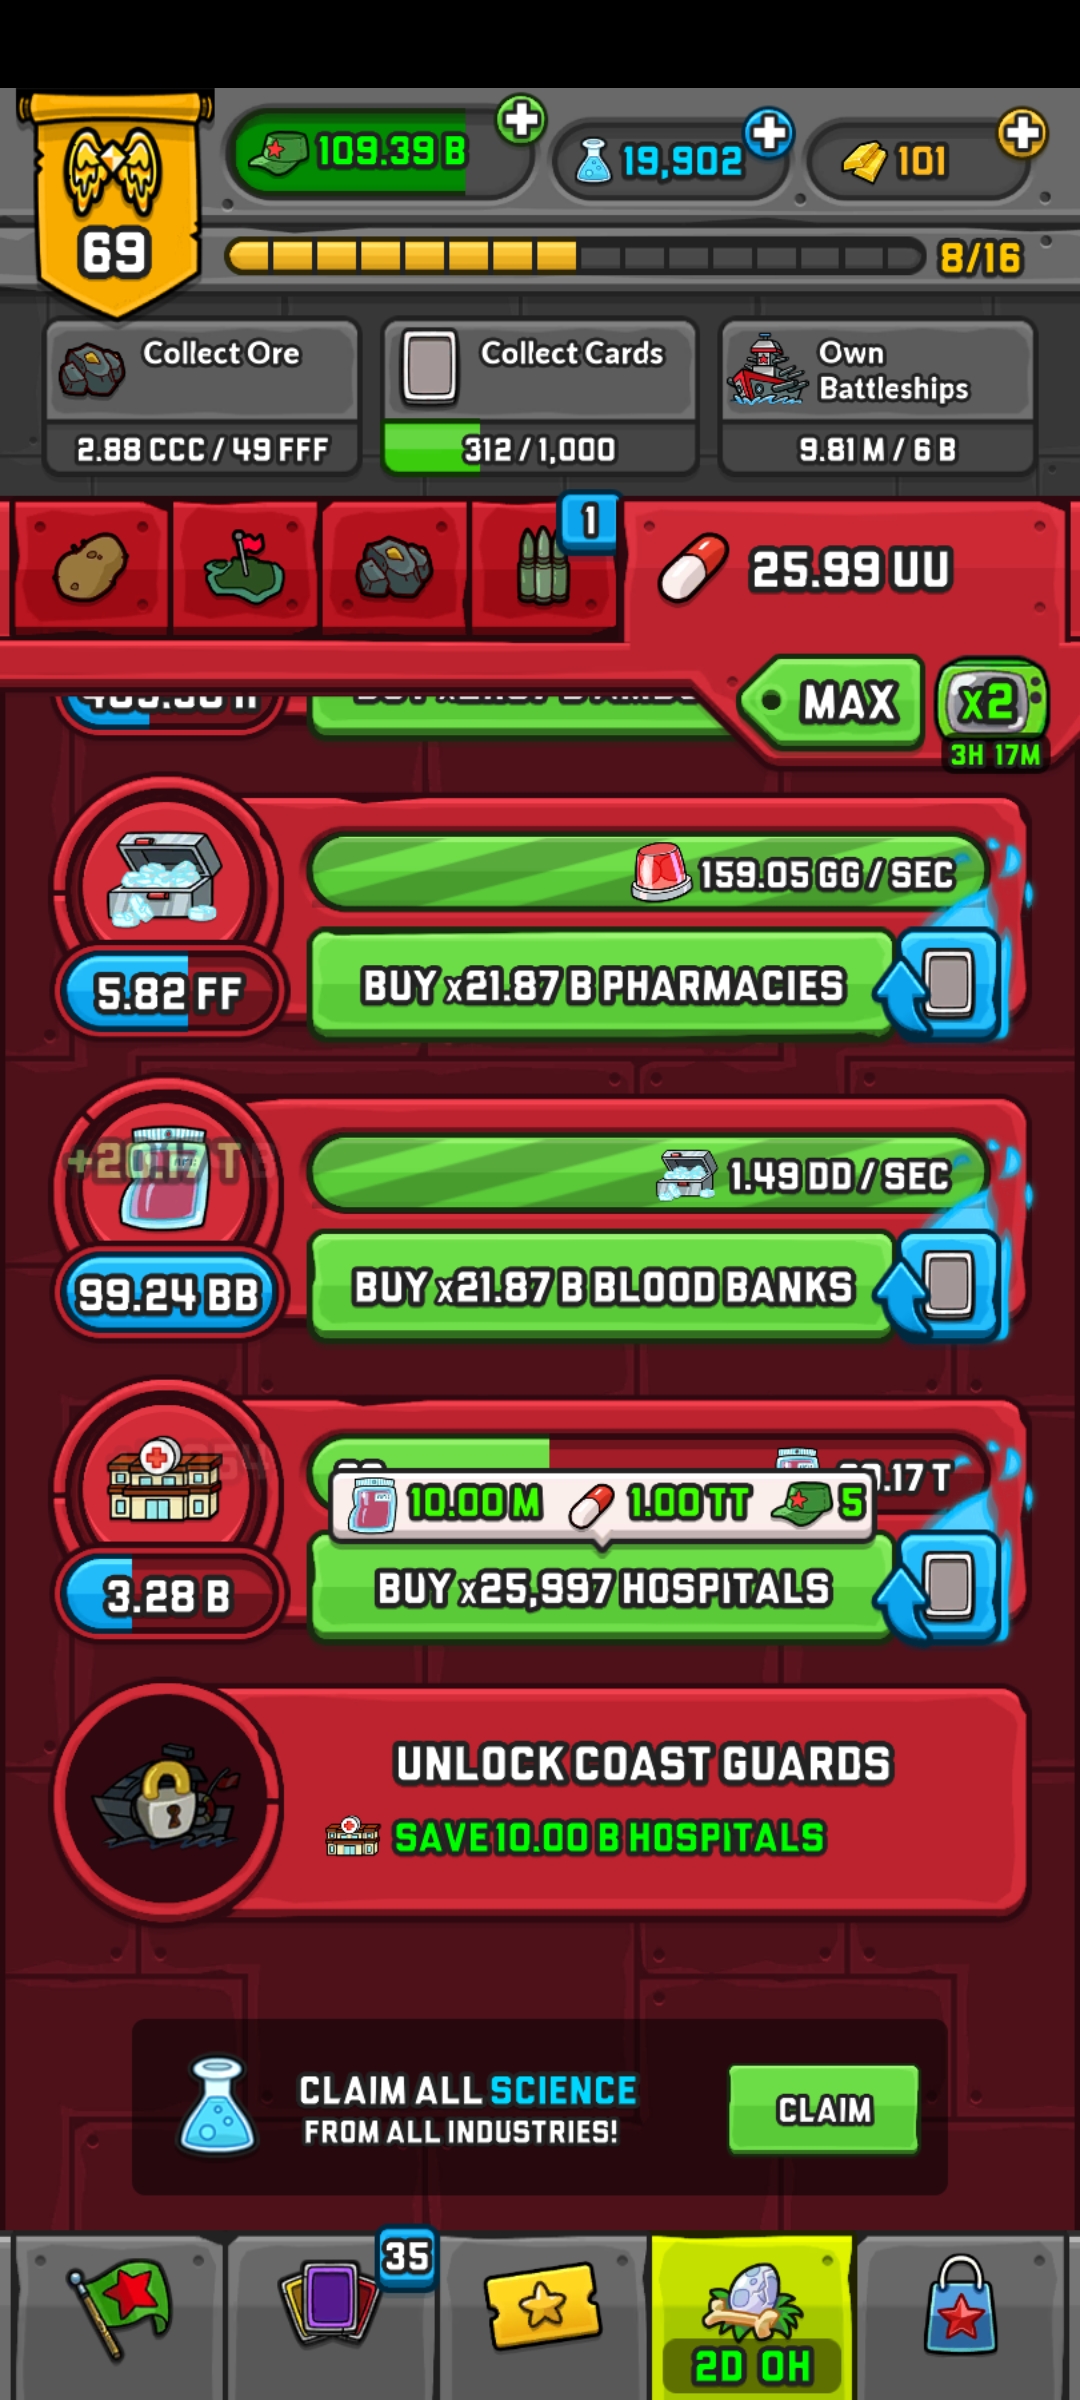 69
109.39 B
19,902
101
8/16
Collect Ore
2.88 CCC / 49 FFF
Collect Cards
312 / 1,000
Own
Battleships
9.81 M / 6 B
1
25.99 UU
MAX
x2
3H 17M
159.05 GG / SEC
5.82 FF
BUY x21.87 B PHARMACIES
+20.17 T
1.49 DD / SEC
99.24 BB
BUY x21.87 B BLOOD BANKS
10.00 M
1.00 TT
5
3.28 B
BUY x25,997 HOSPITALS
UNLOCK COAST GUARDS
SAVE 10.00 B HOSPITALS
CLAIM ALL SCIENCE
FROM ALL INDUSTRIES!
CLAIM
35
2D 0H